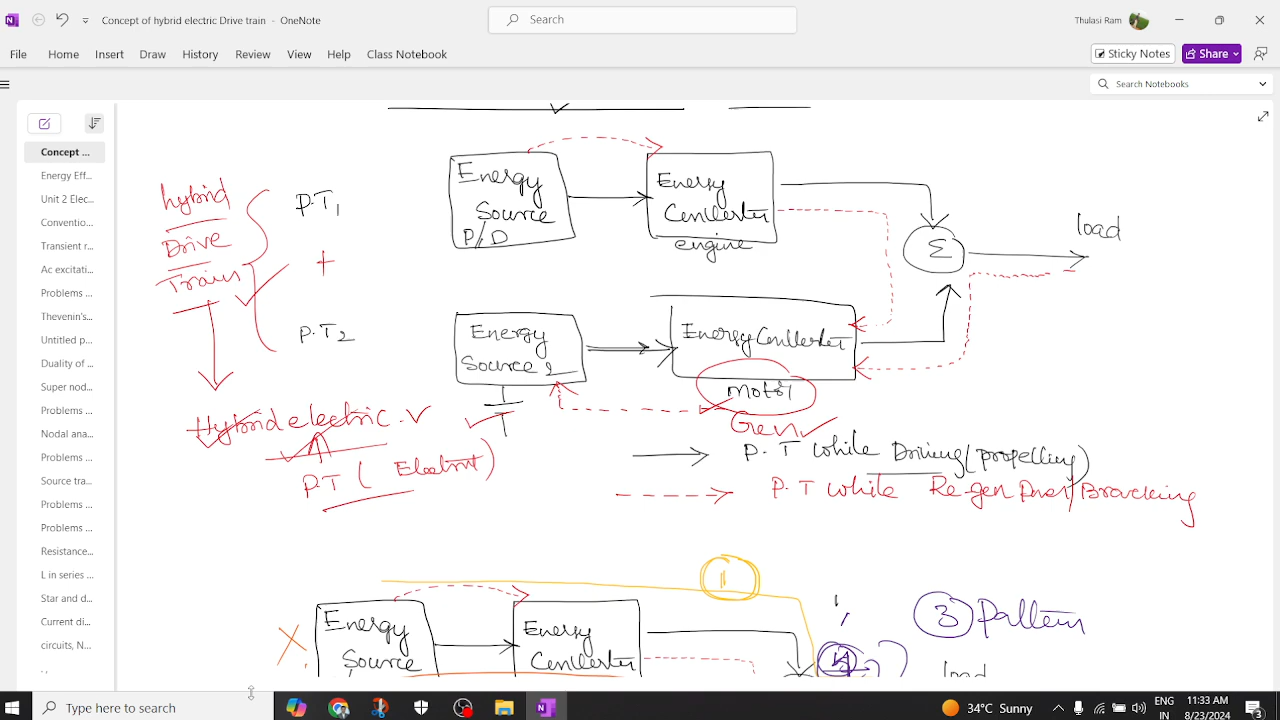 Concept of hybrid electric Drive train - OneNote
Search
Thulasi Ram
File Home Insert Draw History Review View Help Class Notebook
Sticky Notes
Share
Search Notebooks
Concept ...
Energy Eff...
Unit 2 Elec...
Conventio...
Transient r...
Ac excitati...
Problems ...
Thevenin's...
Untitled p...
Duality of ...
Super nod...
Problems ...
Nodal ana...
Problems ...
Source tra...
Problems ...
Problems ...
Resistance...
L in series ...
Star and d...
Current di...
circuits, N...
hybrid
Drive
Train
P.T1
+
P.T2
Energy
Source
P/D
Energy
Converter
engine
Σ
load
Energy
Source 2
Energy Converter
Motor
Gen
Hybrid electric
PT (Electric)
P.T while Driving (propelling)
P.T while Re-gen Braking
1
Energy
Source
Energy
Converter
3 Pattern
load
Type here to search
34°C Sunny
ENG
IN
11:33 AM
8/23/2024
3